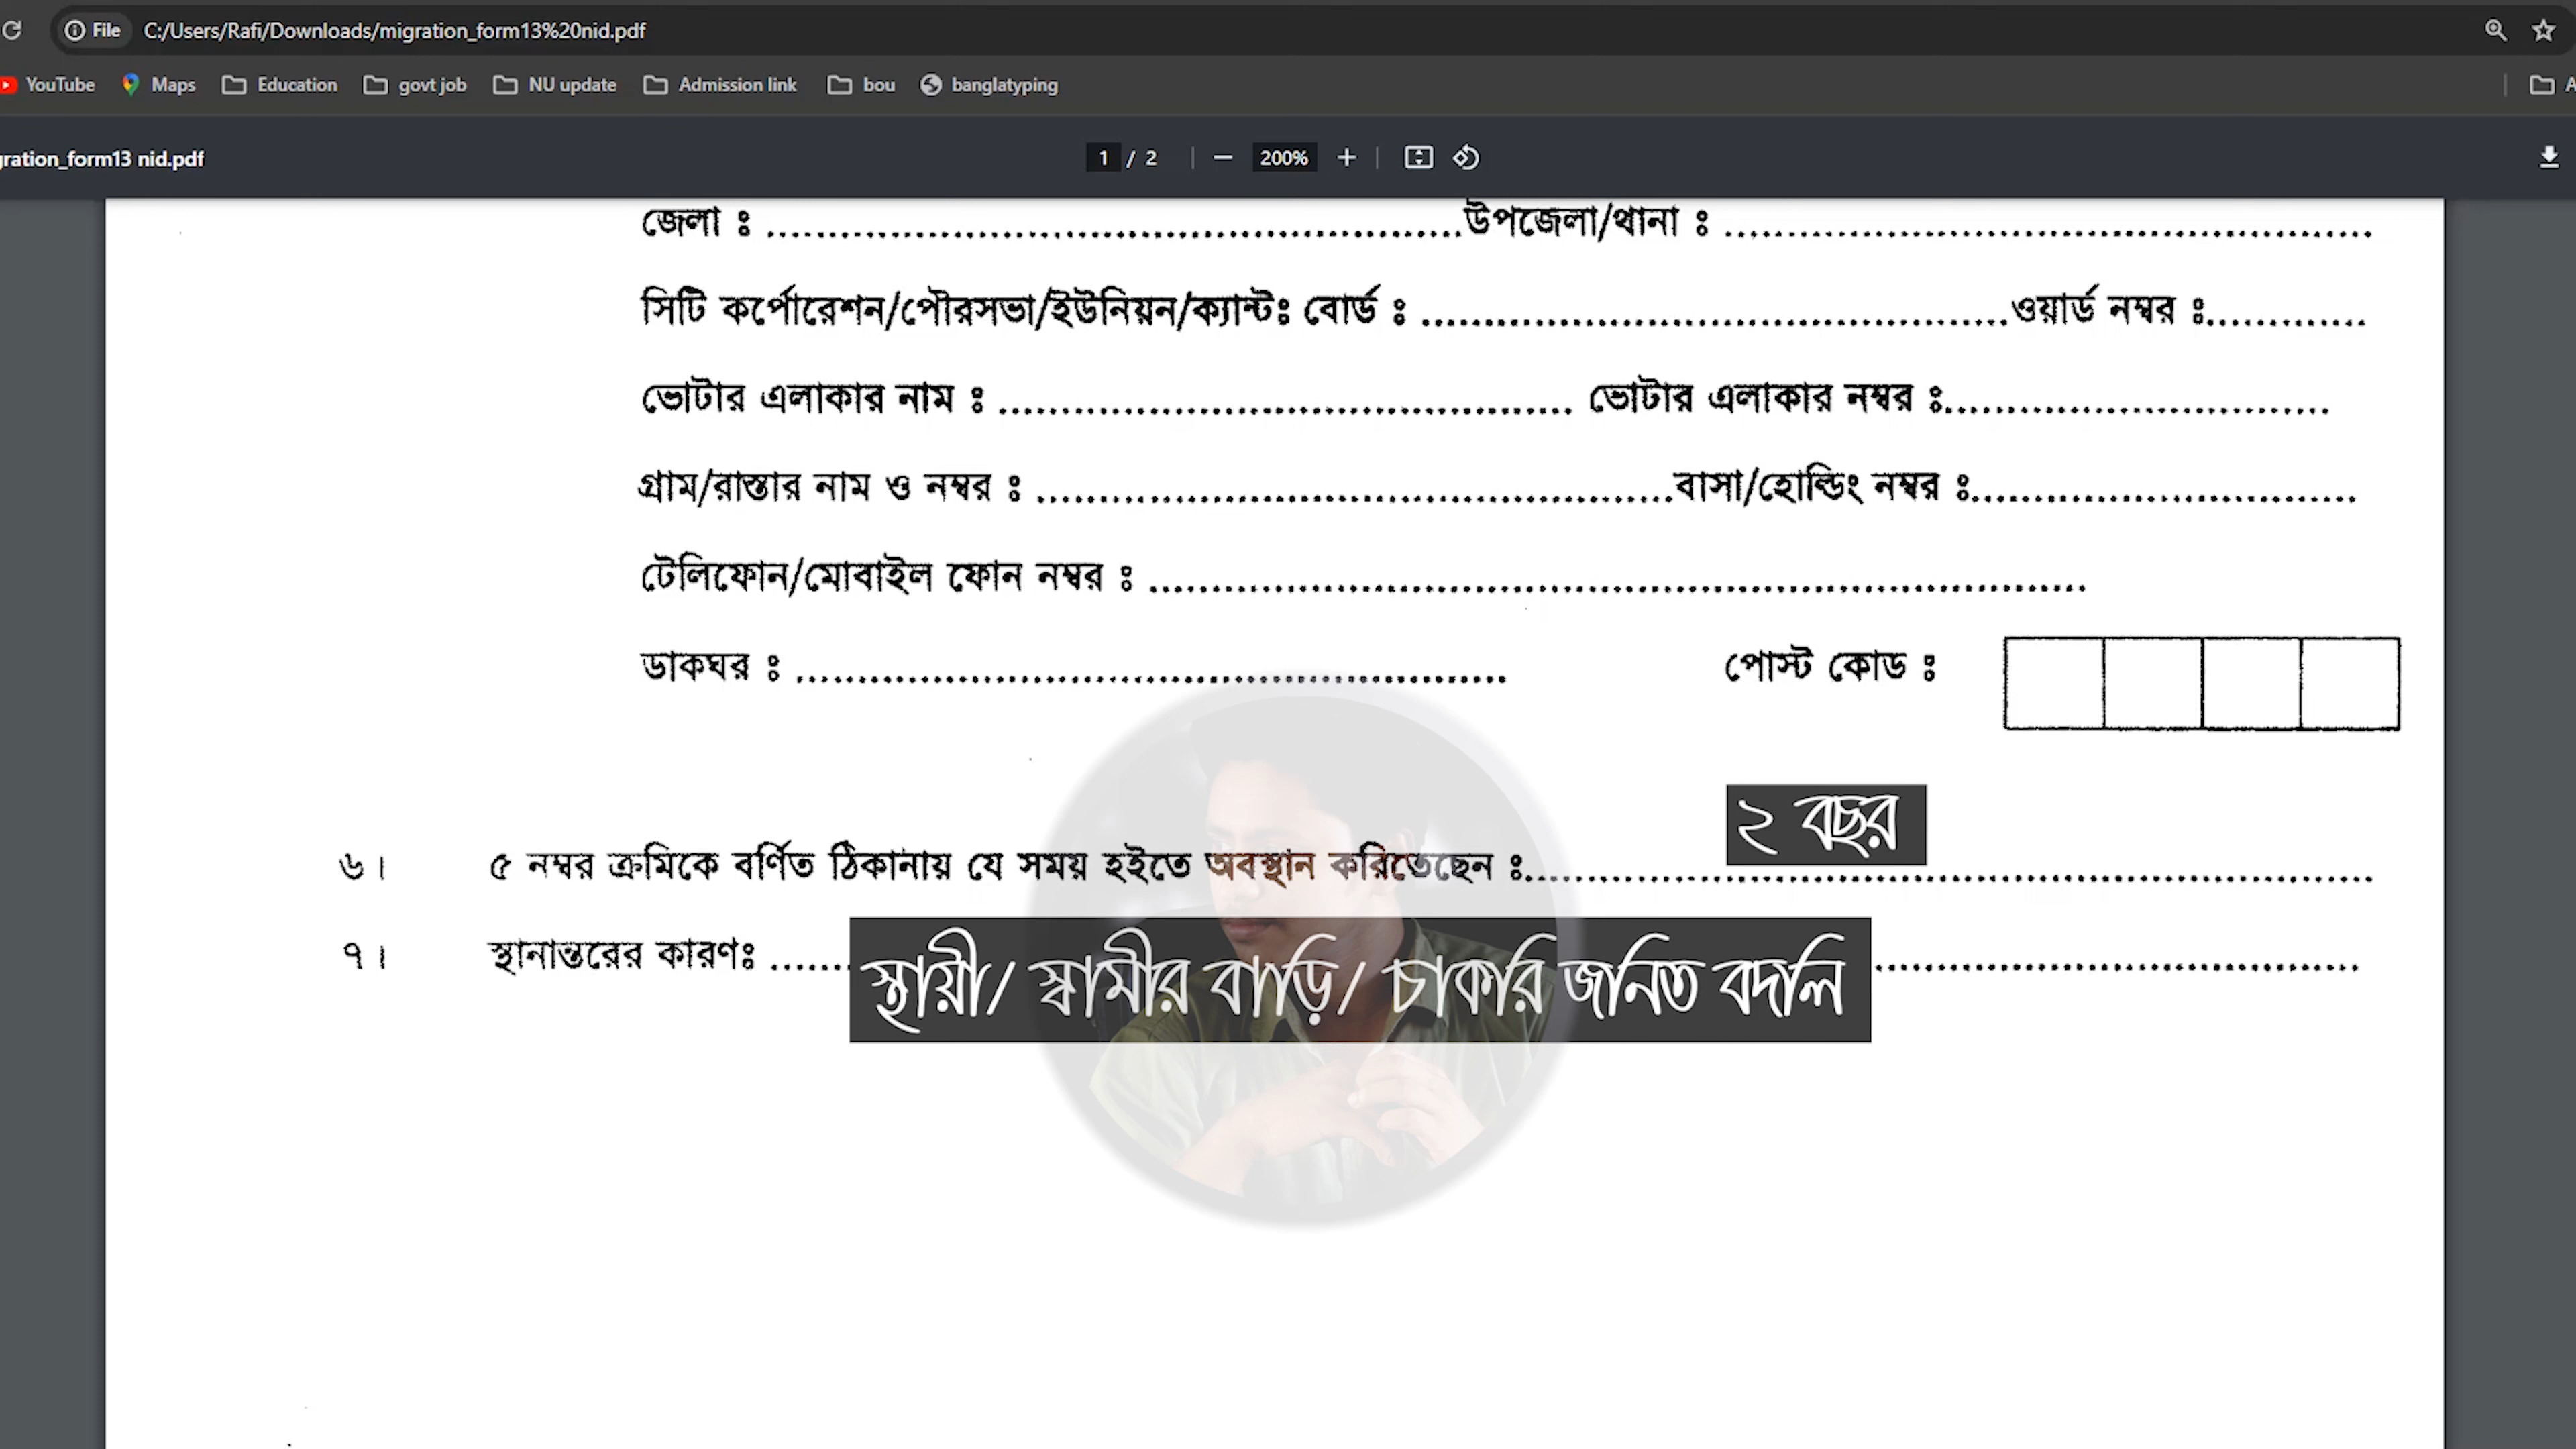 File C:/Users/Rafi/Downloads/migration_form13%20nid.pdf
YouTube Maps Education govt job NU update Admission link bou banglatyping
gration_form13 nid.pdf 1 / 2 200%
জেলা ঃ ........................................................উপজেলা/থানা ঃ ....................................................
সিটি কর্পোরেশন/পৌরসভা/ইউনিয়ন/ক্যান্টঃ বোর্ড ঃ ...............................................ওয়ার্ড নম্বর ঃ.............
ভোটার এলাকার নাম ঃ .............................................. ভোটার এলাকার নম্বর ঃ...............................
গ্রাম/রাস্তার নাম ও নম্বর ঃ ...................................................বাসা/হোল্ডিং নম্বর ঃ...............................
টেলিফোন/মোবাইল ফোন নম্বর ঃ ...........................................................................
ডাকঘর ঃ ......................................................... পোস্ট কোড ঃ
২ বছর
৬। ৫ নম্বর ক্রমিকে বর্ণিত ঠিকানায় যে সময় হইতে অবস্থান করিতেছেন ঃ....................................................................
৭। স্থানান্তরের কারণঃ ....... স্থায়ী/ স্বামীর বাড়ি/ চাকরি জনিত বদলি .......................................